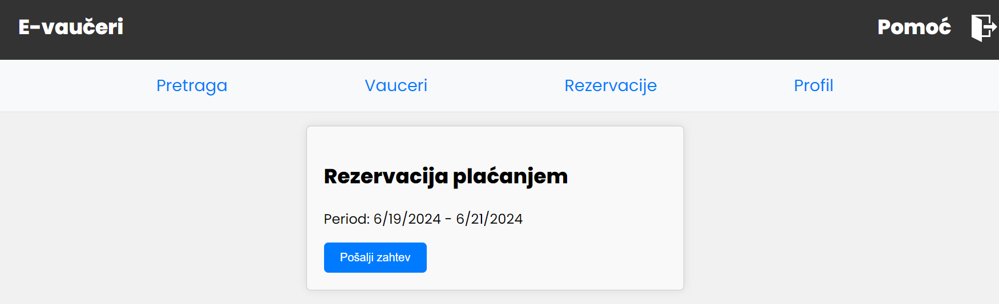 E-vaučeri
Pomoć
Pretraga
Vauceri
Rezervacije
Profil
Rezervacija plaćanjem
Period: 6/19/2024 - 6/21/2024
Pošalji zahtev